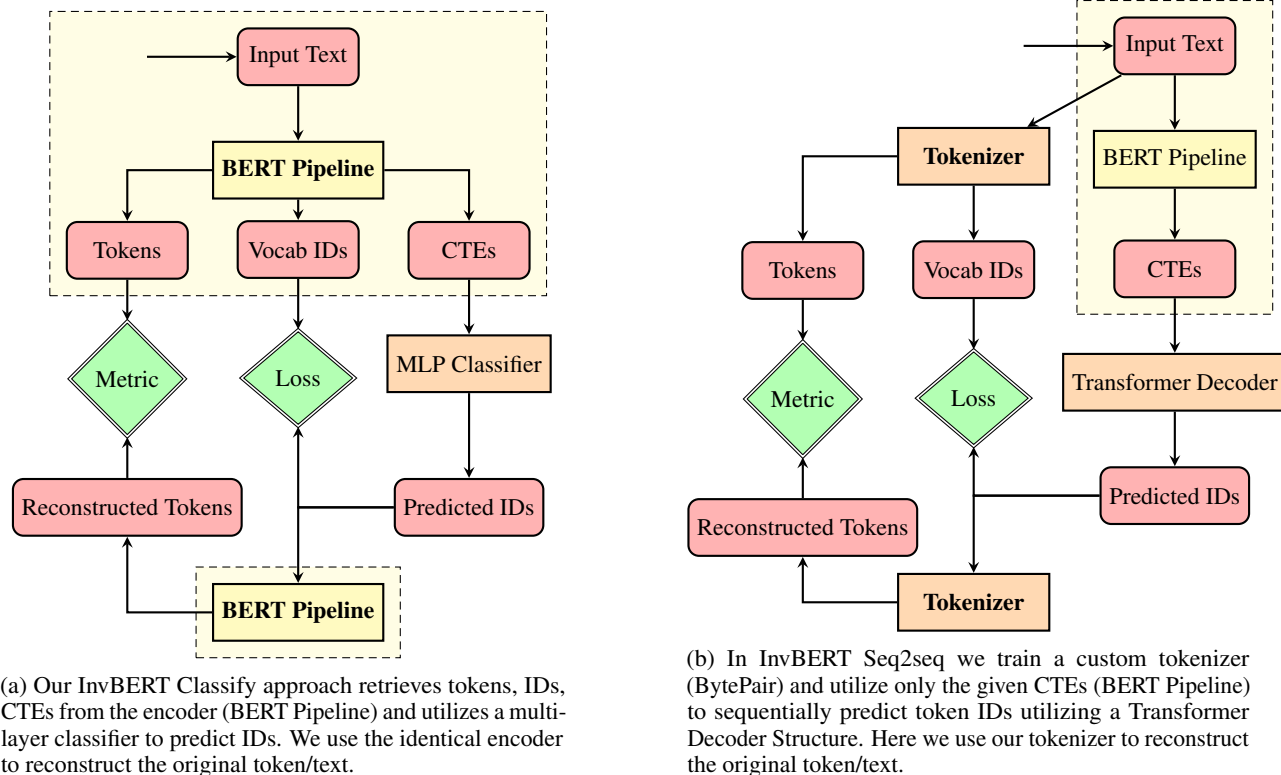 Input Text
BERT Pipeline
Tokens
Vocab IDs
CTEs
Metric
Loss
MLP Classifier
Reconstructed Tokens
Predicted IDs
BERT Pipeline
(a) Our InvBERT Classify approach retrieves tokens, IDs,
CTEs from the encoder (BERT Pipeline) and utilizes a multi-
layer classifier to predict IDs. We use the identical encoder
to reconstruct the original token/text.
Input Text
Tokenizer
BERT Pipeline
Tokens
Vocab IDs
CTEs
Metric
Loss
Transformer Decoder
Reconstructed Tokens
Predicted IDs
Tokenizer
(b) In InvBERT Seq2seq we train a custom tokenizer
(BytePair) and utilize only the given CTEs (BERT Pipeline)
to sequentially predict token IDs utilizing a Transformer
Decoder Structure. Here we use our tokenizer to reconstruct
the original token/text.